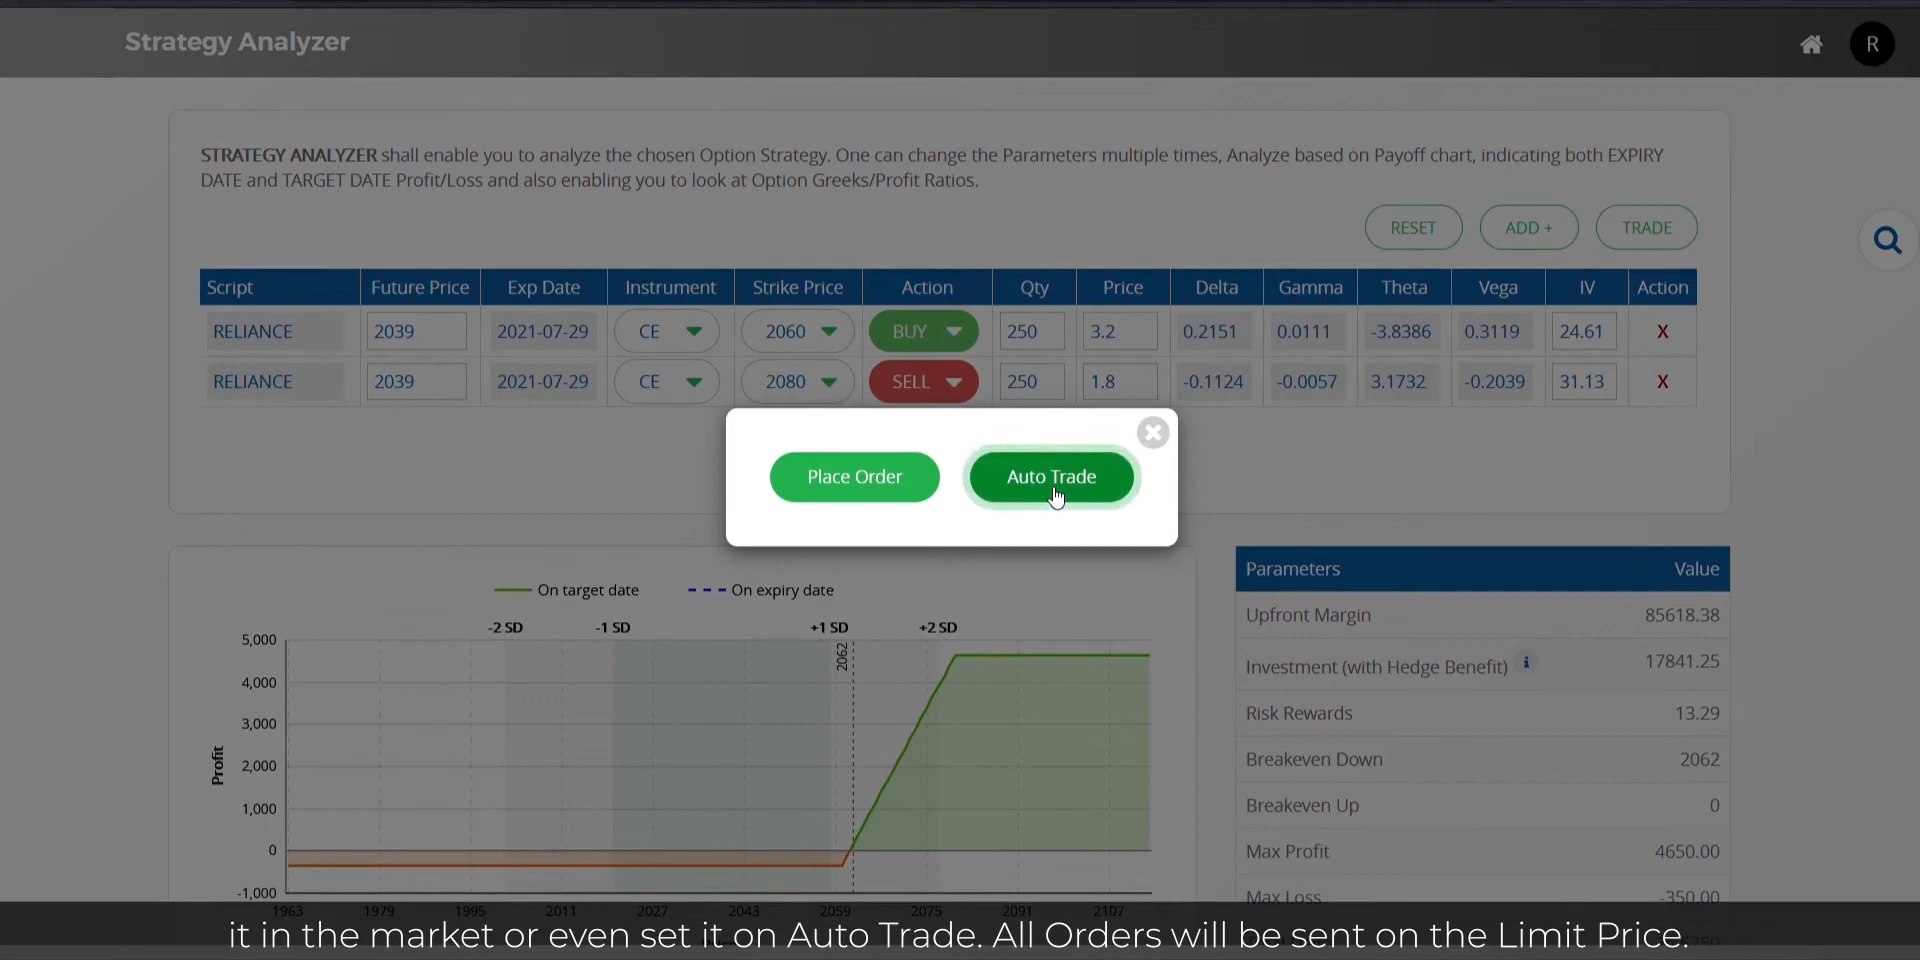 Strategy Analyzer
R
STRATEGY ANALYZER shall enable you to analyze the chosen Option Strategy. One can change the Parameters multiple times, Analyze based on Payoff chart, indicating both EXPIRY
DATE and TARGET DATE Profit/Loss and also enabling you to look at Option Greeks/Profit Ratios.
RESET ADD + TRADE
Script Future Price Exp Date Instrument Strike Price Action Qty Price Delta Gamma Theta Vega IV Action
RELIANCE 2039 2021-07-29 CE 2060 BUY 250 3.2 0.2151 0.0111 -3.8386 0.3119 24.61 X
RELIANCE 2039 2021-07-29 CE 2080 SELL 250 1.8 -0.1124 -0.0057 3.1732 -0.2039 31.13 X
Place Order Auto Trade
On target date On expiry date
-2 SD -1 SD +1 SD +2 SD
2062
5,000
4,000
3,000
2,000
1,000
0
-1,000
Profit
1963 1979 1995 2011 2027 2043 2059 2075 2091 2107
Parameters Value
Upfront Margin 85618.38
Investment (with Hedge Benefit) i 17841.25
Risk Rewards 13.29
Breakeven Down 2062
Breakeven Up 0
Max Profit 4650.00
Max Loss -350.00
it in the market or even set it on Auto Trade. All Orders will be sent on the Limit Price.